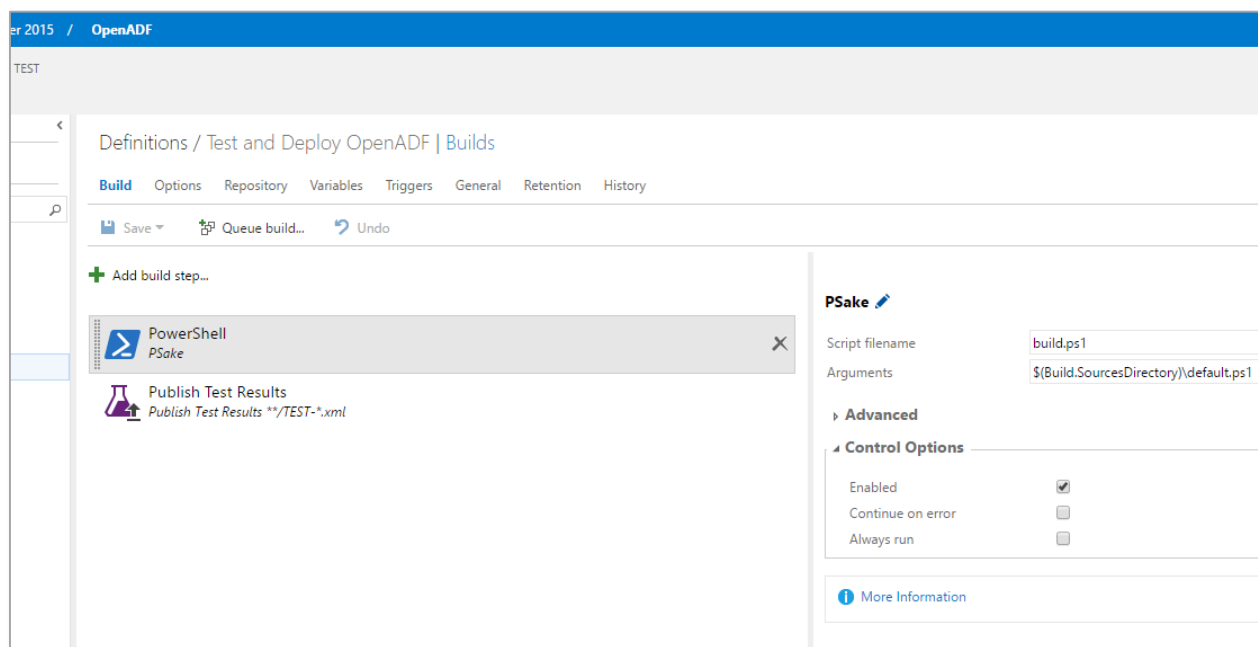 er 2015 / OpenADF
TEST
Definitions / Test and Deploy OpenADF | Builds
Build Options Repository Variables Triggers General Retention History
Save Queue build... Undo
Add build step...
PowerShell
PSake
Publish Test Results
Publish Test Results **/TEST-*.xml
PSake
Script filename build.ps1
Arguments $(Build.SourcesDirectory)\default.ps1
Advanced
Control Options
Enabled
Continue on error
Always run
More Information